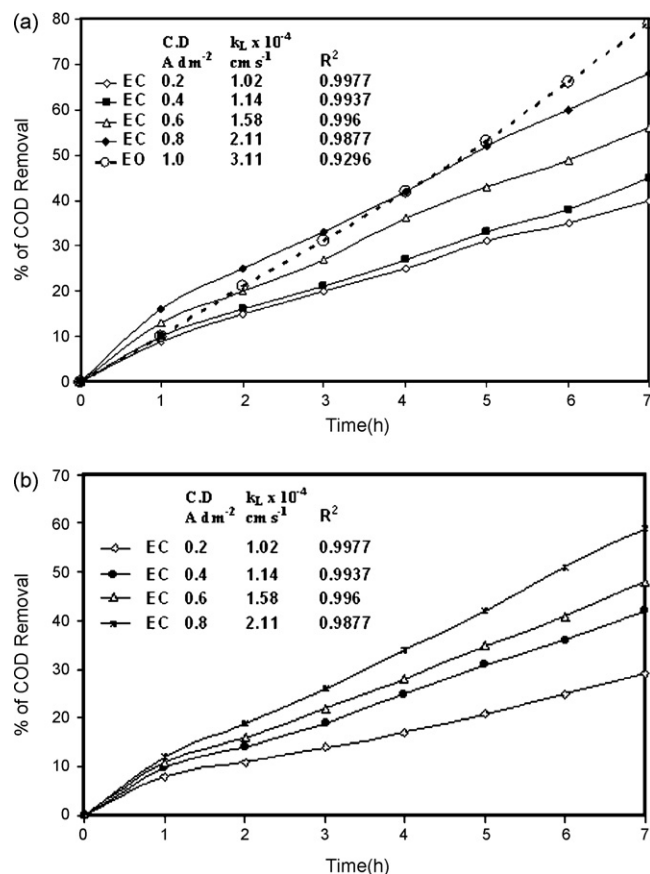 (a)
80
70
60
50
40
30
20
10
0
% of COD Removal
C.D k_L x 10^-4
A dm^-2 cm s^-1 R^2
EC 0.2 1.02 0.9977
EC 0.4 1.14 0.9937
EC 0.6 1.58 0.996
EC 0.8 2.11 0.9877
EO 1.0 3.11 0.9296
0 1 2 3 4 5 6 7
Time(h)
(b)
70
60
50
40
30
20
10
0
% of COD Removal
C.D k_L x 10^-4
A dm^-2 cm s^-1 R^2
EC 0.2 1.02 0.9977
EC 0.4 1.14 0.9937
EC 0.6 1.58 0.996
EC 0.8 2.11 0.9877
0 1 2 3 4 5 6 7
Time(h)